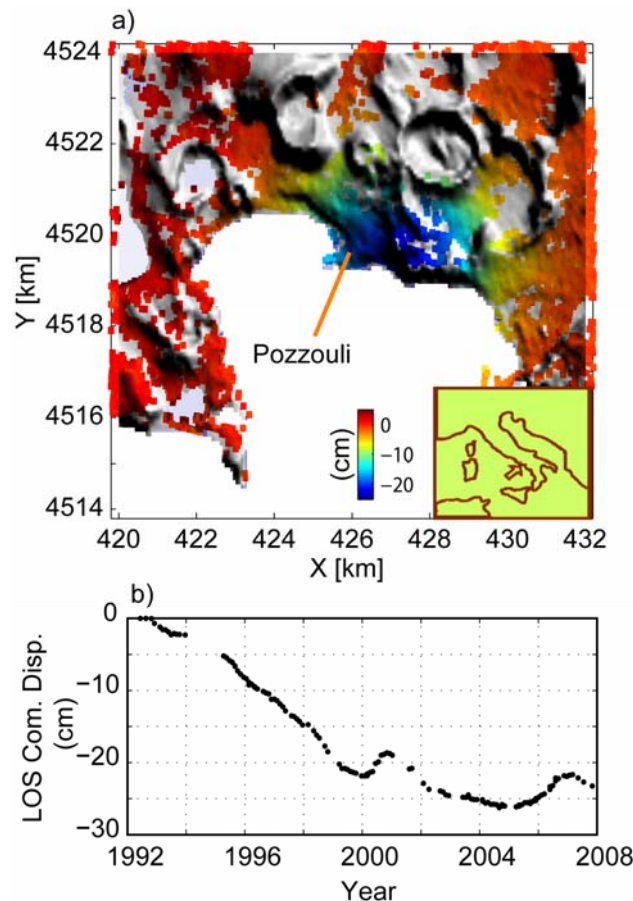 a)
4524
4522
4520
4518
4516
4514
Y [km]
Pozzouli
0
−10
−20
(cm)
420 422 424 426 428 430 432
X [km]
b)
0
−10
−20
−30
LOS Com. Disp.
(cm)
1992 1996 2000 2004 2008
Year